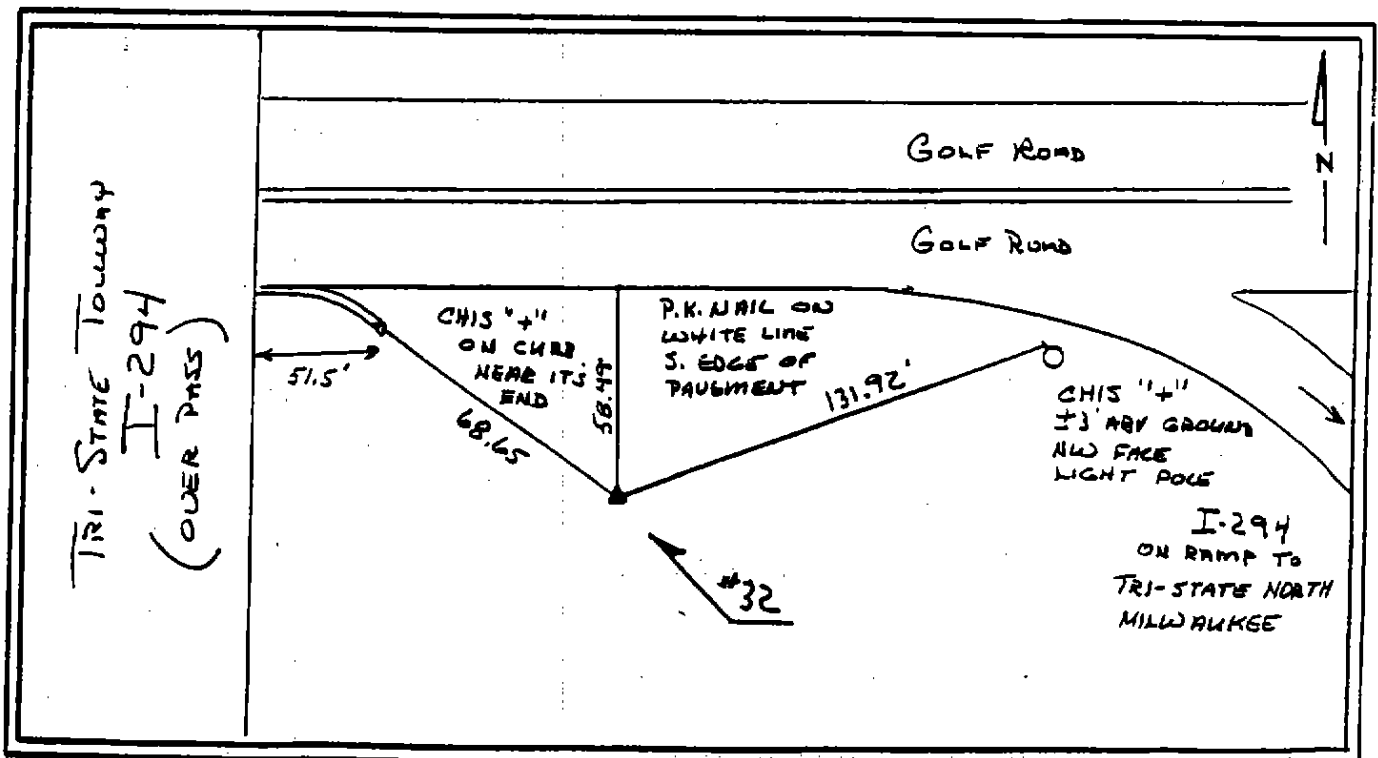 TRI-STATE TOLLWAY
I-294
(OVER PASS)
GOLF ROAD
N
GOLF ROAD
51.5'
CHIS "+"
ON CURB
NEAR ITS
END
68.65
58.49
P.K. NAIL ON
WHITE LINE
S. EDGE OF
PAVEMENT
131.92'
CHIS "+"
±3' ABV GROUND
NW FACE
LIGHT POLE
I-294
ON RAMP TO
TRI-STATE NORTH
MILWAUKEE
#32